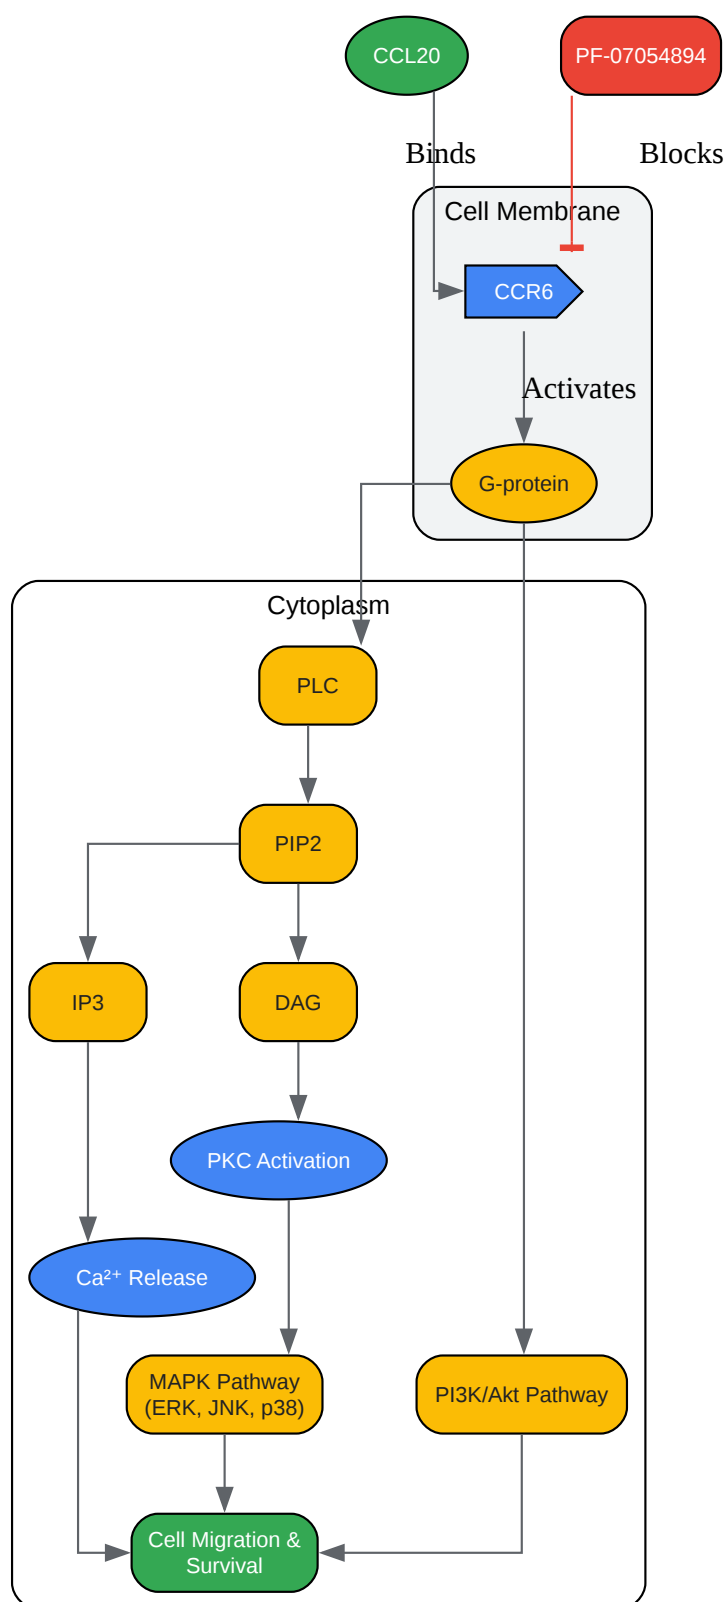 CCL20
PF-07054894
Binds
Blocks
Cell Membrane
CCR6
Activates
G-protein
Cytoplasm
PLC
PIP2
IP3
DAG
PKC Activation
Ca²⁺ Release
MAPK Pathway
(ERK, JNK, p38)
PI3K/Akt Pathway
Cell Migration &
Survival